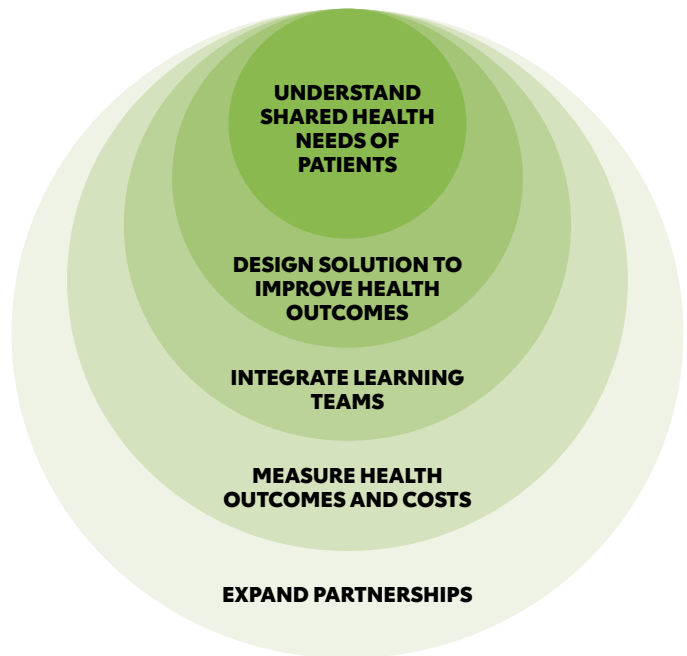 UNDERSTAND
SHARED HEALTH
NEEDS OF
PATIENTS
DESIGN SOLUTION TO
IMPROVE HEALTH
OUTCOMES
INTEGRATE LEARNING
TEAMS
MEASURE HEALTH
OUTCOMES AND COSTS
EXPAND PARTNERSHIPS